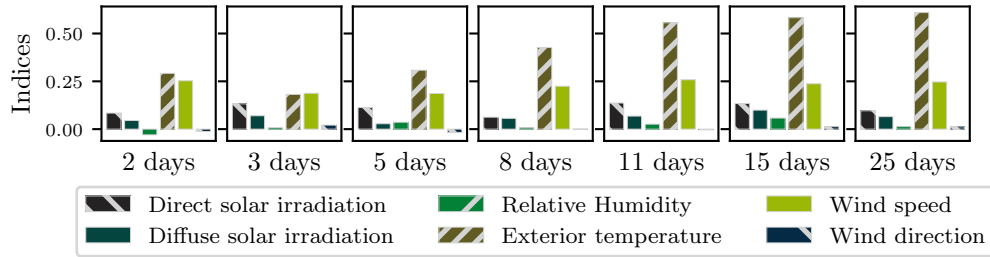 0.50
0.25
0.00
Indices
2 days
3 days
5 days
8 days
11 days
15 days
25 days
Direct solar irradiation
Relative Humidity
Wind speed
Diffuse solar irradiation
Exterior temperature
Wind direction